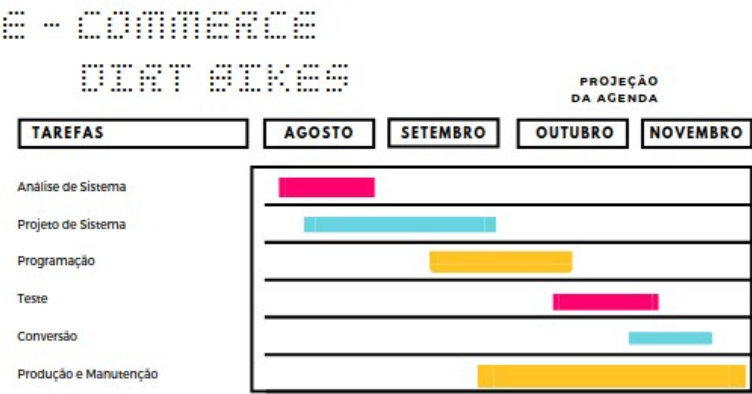 E - COMMERCE
DIRT BIKES
PROJEÇÃO
DA AGENDA
TAREFAS AGOSTO SETEMBRO OUTUBRO NOVEMBRO
Análise de Sistema
Projeto de Sistema
Programação
Teste
Conversão
Produção e Manutenção